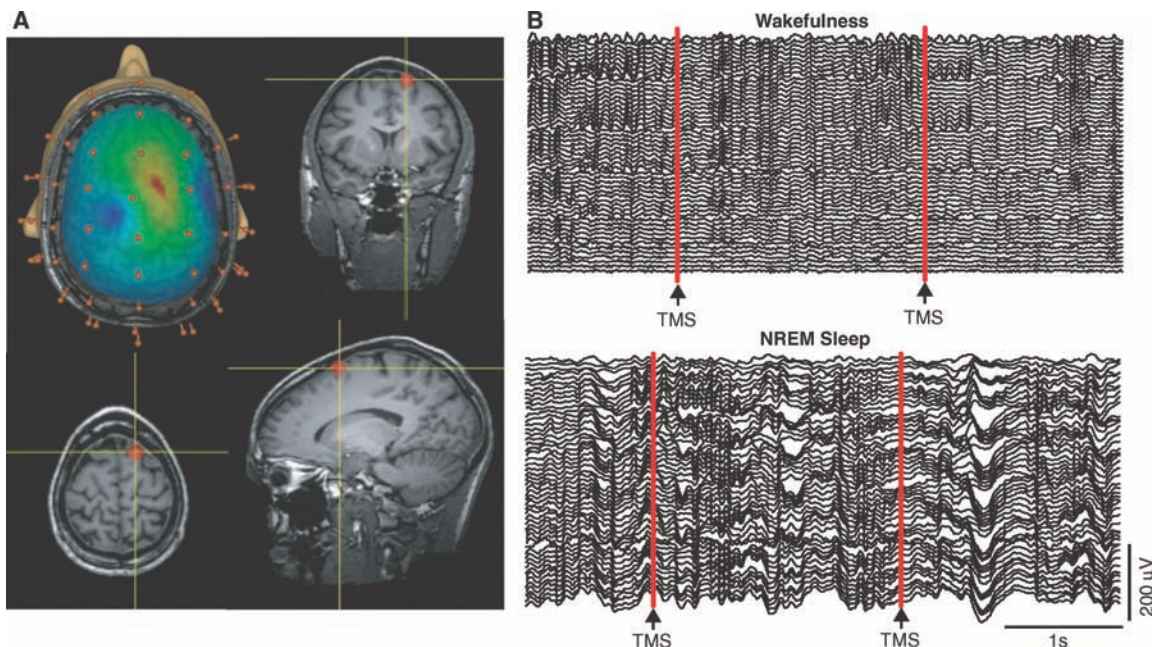 A
B
Wakefulness
TMS
TMS
NREM Sleep
200 µV
TMS
TMS
1s